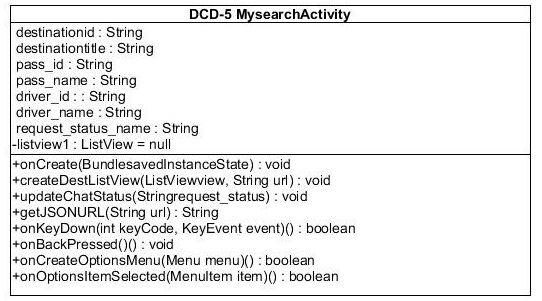 DCD-5 MysearchActivity
destinationid : String
destinationtitle : String
pass_id : String
pass_name : String
driver_id : : String
driver_name : String
request_status_name : String
-listview1 : ListView = null
+onCreate(BundlesavedInstanceState) : void
+createDestListView(ListViewview, String url) : void
+updateChatStatus(Stringrequest_status) : void
+getJSONURL(String url) : String
+onKeyDown(int keyCode, KeyEvent event)() : boolean
+onBackPressed()() : void
+onCreateOptionsMenu(Menu menu)() : boolean
+onOptionsItemSelected(MenuItem item)() : boolean